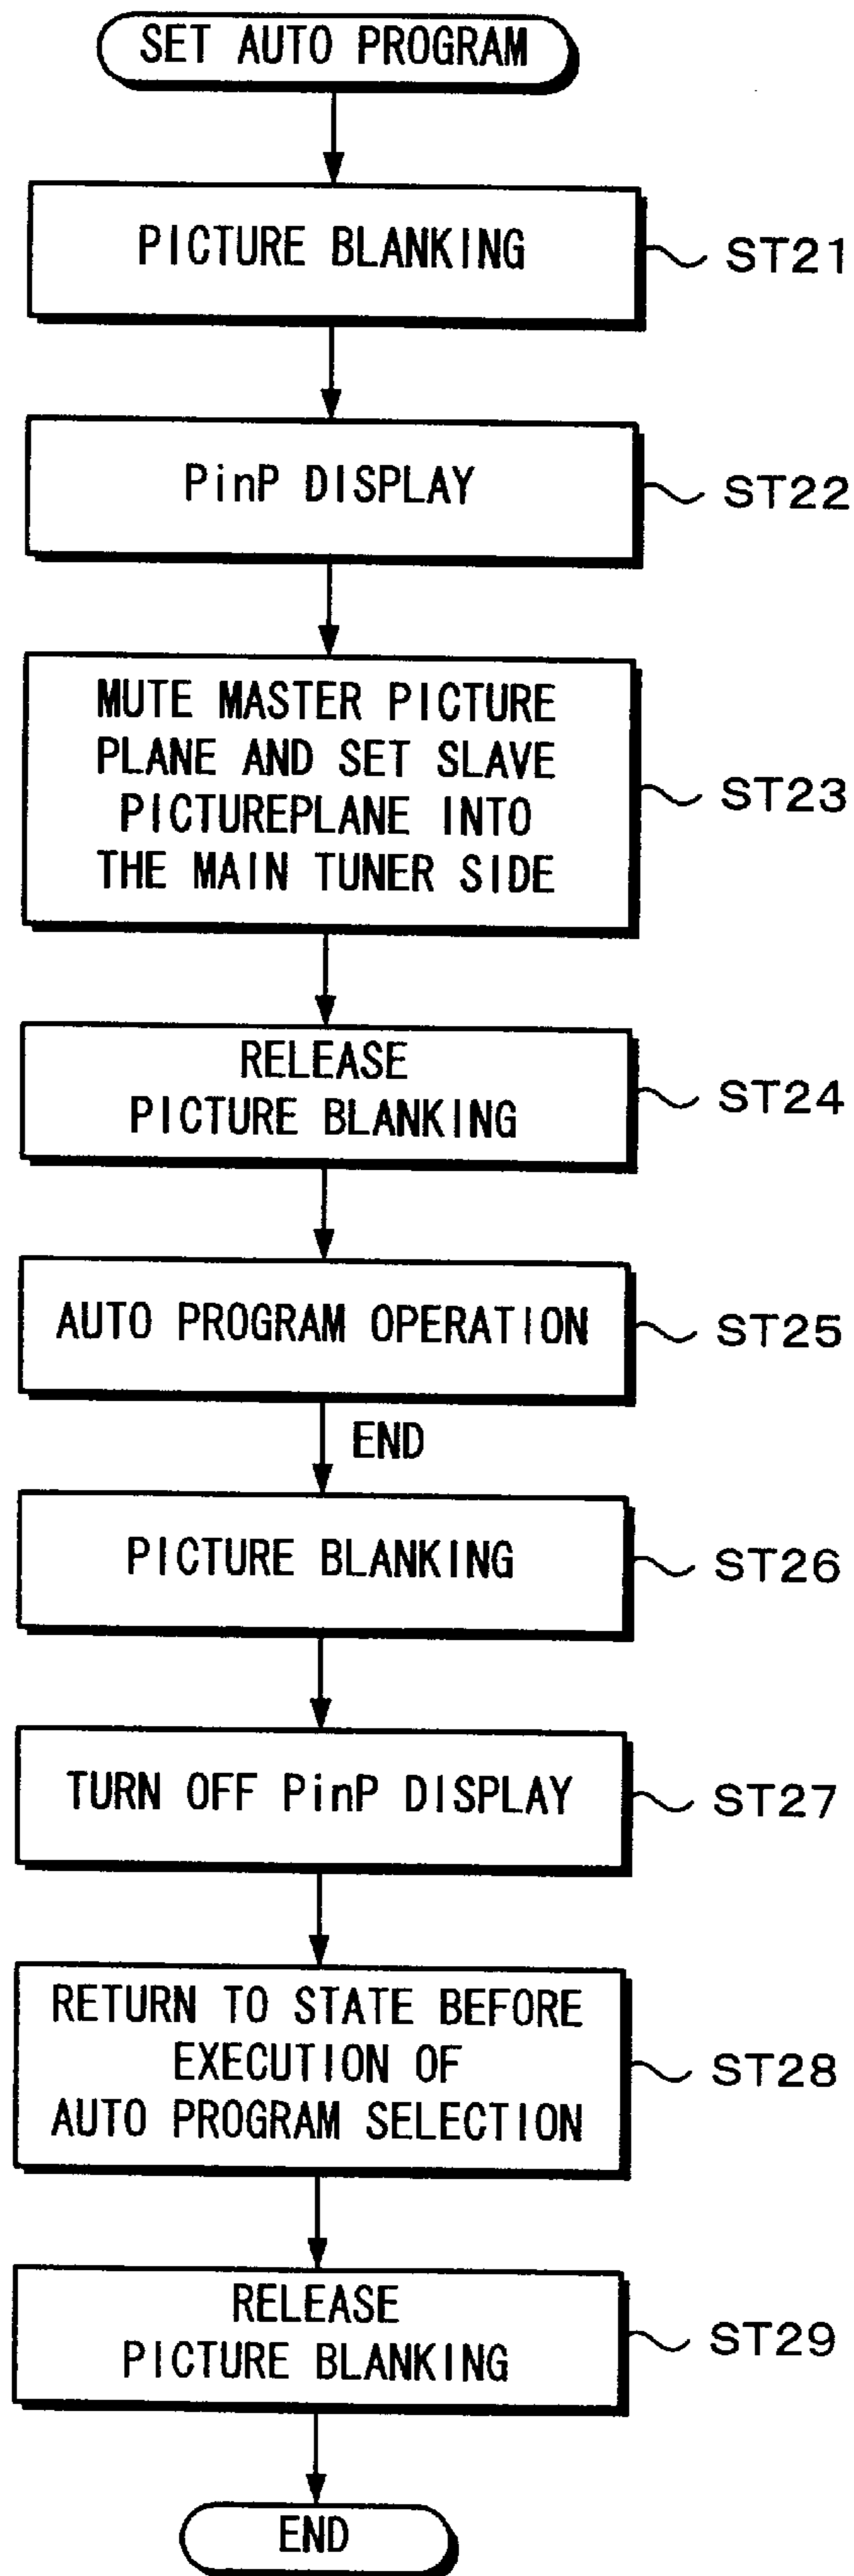 SET AUTO PROGRAM
PICTURE BLANKING
ST21
PinP DISPLAY
ST22
MUTE MASTER PICTURE
PLANE AND SET SLAVE
PICTUREPLANE INTO
THE MAIN TUNER SIDE
ST23
RELEASE
PICTURE BLANKING
ST24
AUTO PROGRAM OPERATION
ST25
END
PICTURE BLANKING
ST26
TURN OFF PinP DISPLAY
ST27
RETURN TO STATE BEFORE
EXECUTION OF
AUTO PROGRAM SELECTION
ST28
RELEASE
PICTURE BLANKING
ST29
END